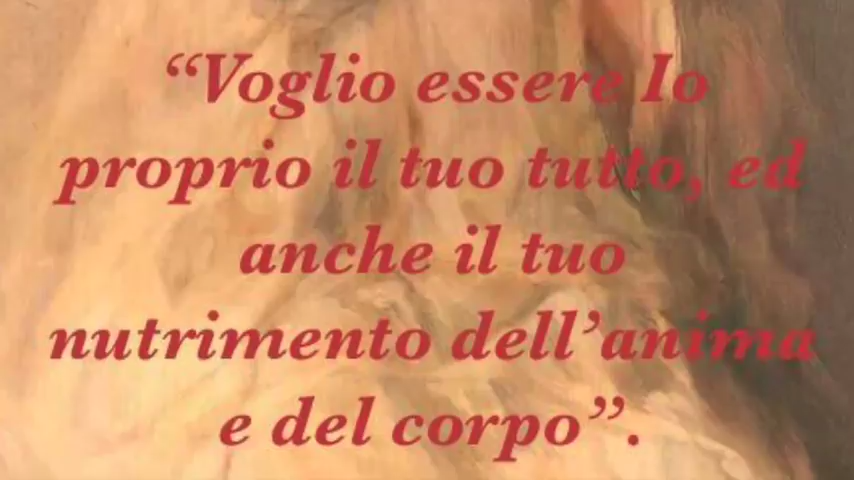 “Voglio essere Io
proprio il tuo tutto, ed
anche il tuo
nutrimento dell’anima
e del corpo”.